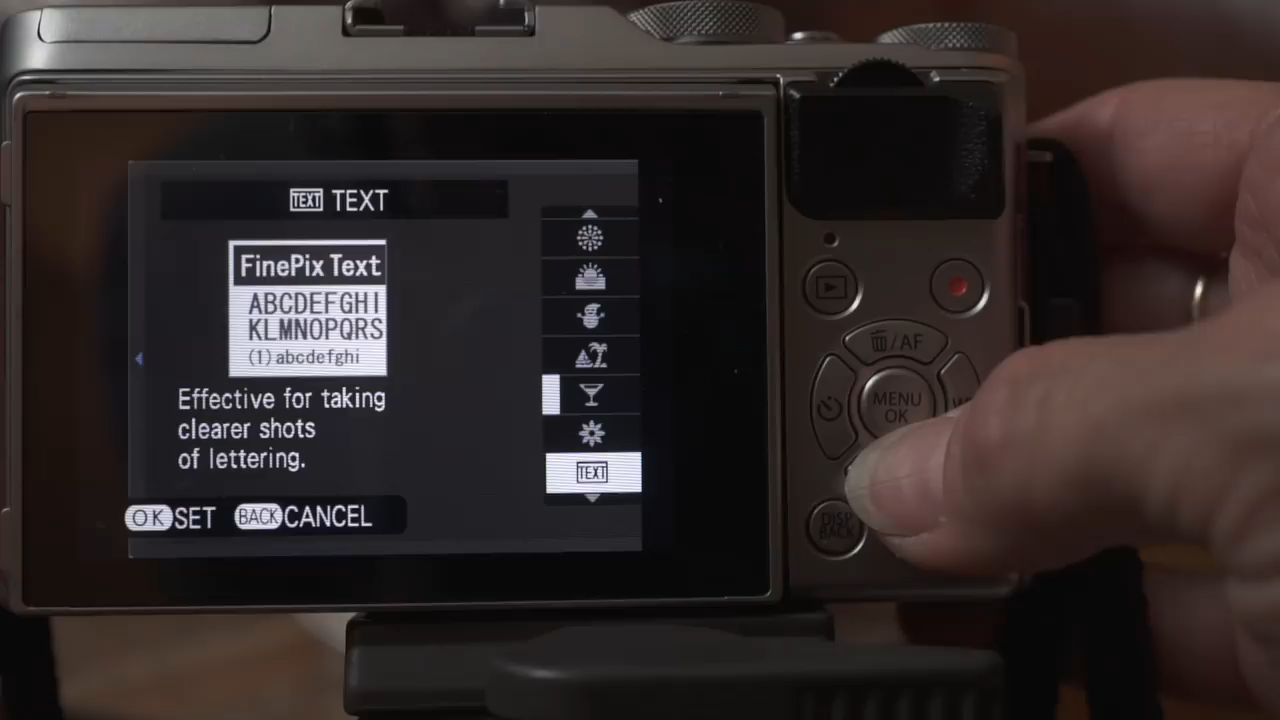 TEXT TEXT
FinePix Text
ABCDEFGHI
KLMNOPQRS
(1) abcdefghi
Effective for taking
clearer shots
of lettering.
OK SET BACK CANCEL
TEXT
/AF
MENU
OK
W
DISP
BACK